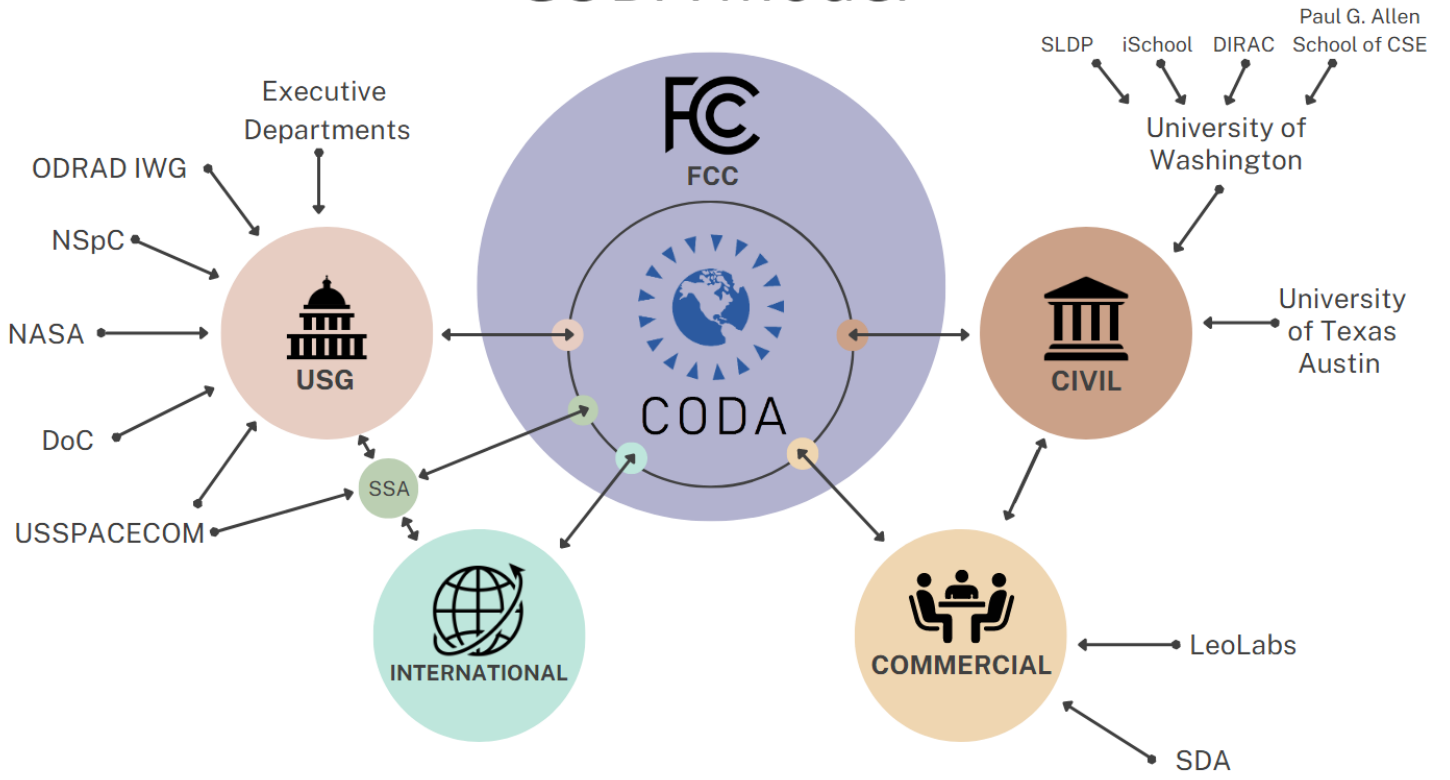 Paul G. Allen
SLDP
iSchool
DIRAC
School of CSE
Executive
Departments
ODRAD IWG
FCC
FCC
University of
Washington
NSpC
NASA
USG
CODA
CIVIL
University
of Texas
Austin
DoC
SSA
USSPACECOM
INTERNATIONAL
COMMERCIAL
LeoLabs
SDA